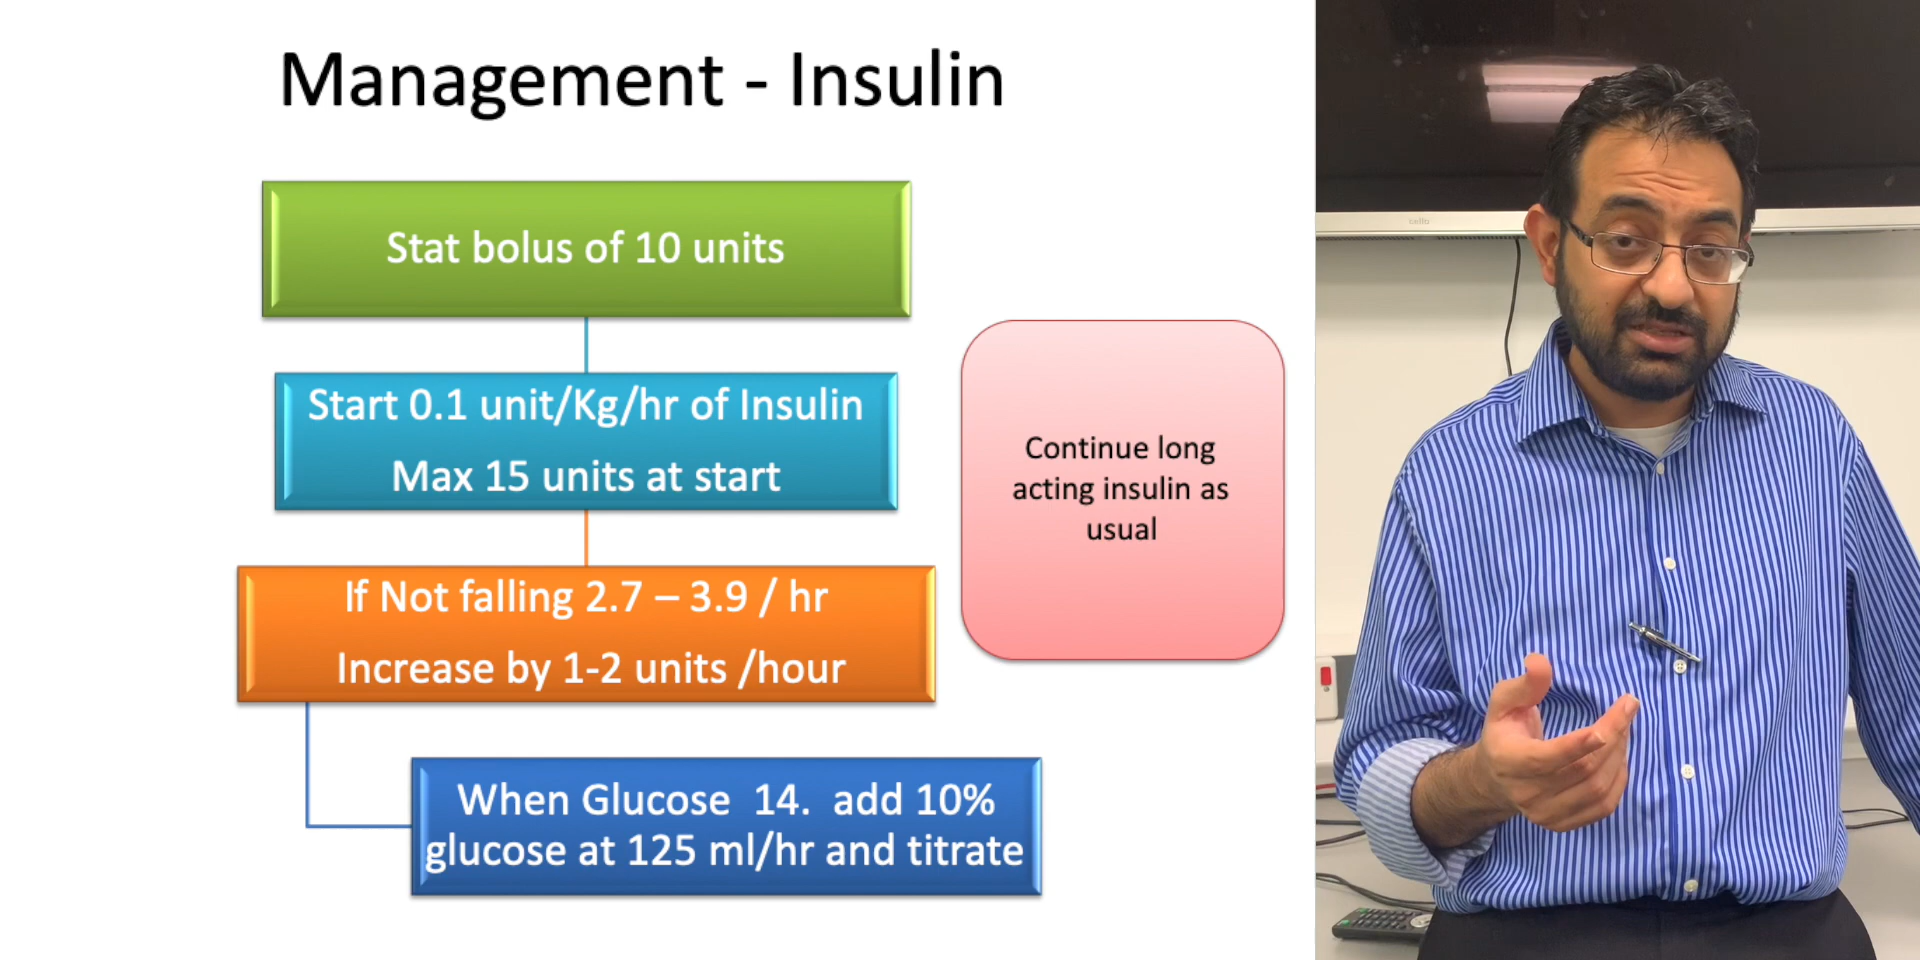 Management - Insulin
Stat bolus of 10 units
Start 0.1 unit/Kg/hr of Insulin
Max 15 units at start
If Not falling 2.7 – 3.9 / hr
Increase by 1-2 units /hour
When Glucose  14.  add 10%
glucose at 125 ml/hr and titrate
Continue long
acting insulin as
usual
cello